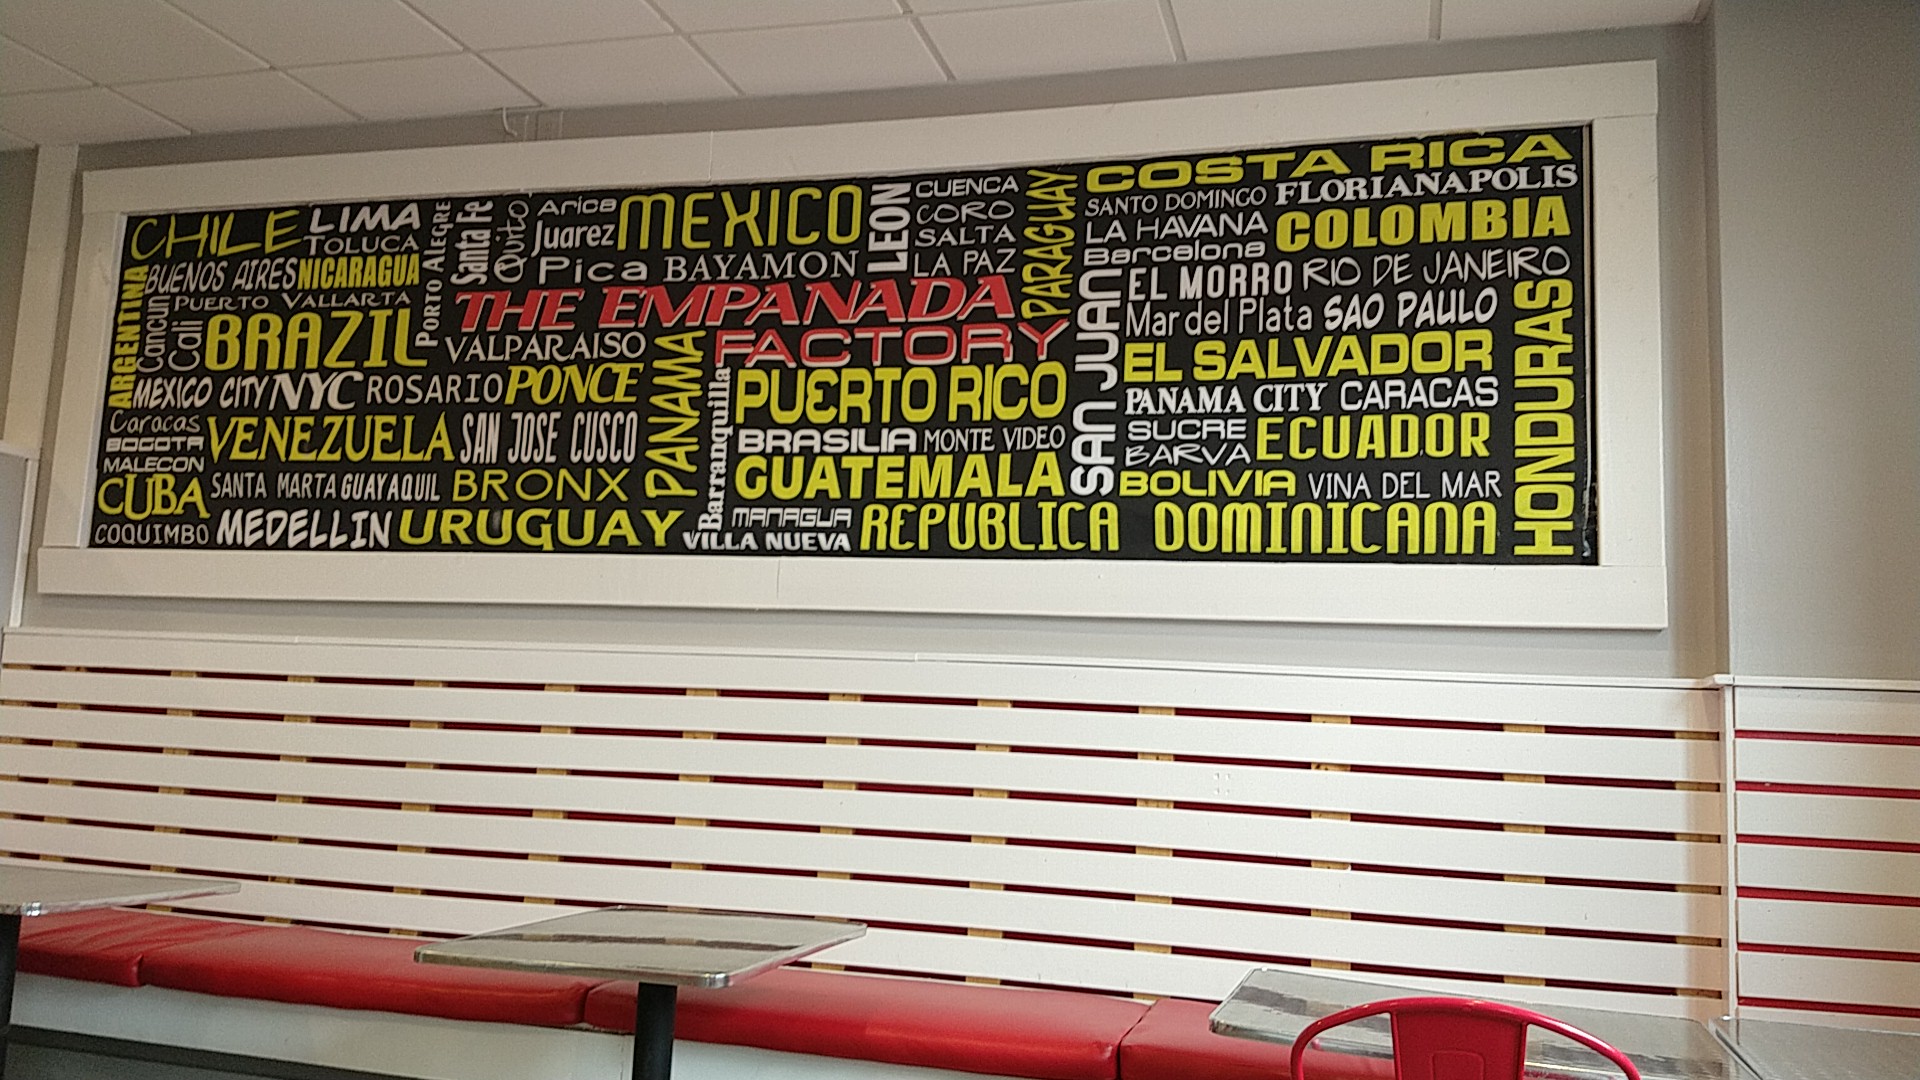 CHILE LIMA
TOLUCA
BUENOS AIRES NICARAGUA
ARGENTINA
Cancun
PUERTO VALLARTA
Cali
BRAZIL
PORTO ALEGRE
Santa Fe
Quito
Arica
Juarez
MEXICO
Pica BAYAMON
LEON
CUENCA
CORO
SALTA
LA PAZ
PARAGUAY
THE EMPANADA
FACTORY
VALPARAISO
MEXICO CITY NYC ROSARIO PONCE
Caracas
BOGOTA
MALECON
VENEZUELA SAN JOSE CUSCO
CUBA SANTA MARTA GUAYAQUIL BRONX
COQUIMBO MEDELLIN URUGUAY
PANAMA
Barranquilla
PUERTO RICO
BRASILIA MONTE VIDEO
GUATEMALA
MANAGUA
VILLA NUEVA
REPUBLICA DOMINICANA
SAN JUAN
COSTA RICA
SANTO DOMINGO FLORIANAPOLIS
LA HAVANA COLOMBIA
Barcelona
EL MORRO RIO DE JANEIRO
Mar del Plata SAO PAULO
EL SALVADOR
PANAMA CITY CARACAS
SUCRE
BARVA
ECUADOR
BOLIVIA VINA DEL MAR
HONDURAS